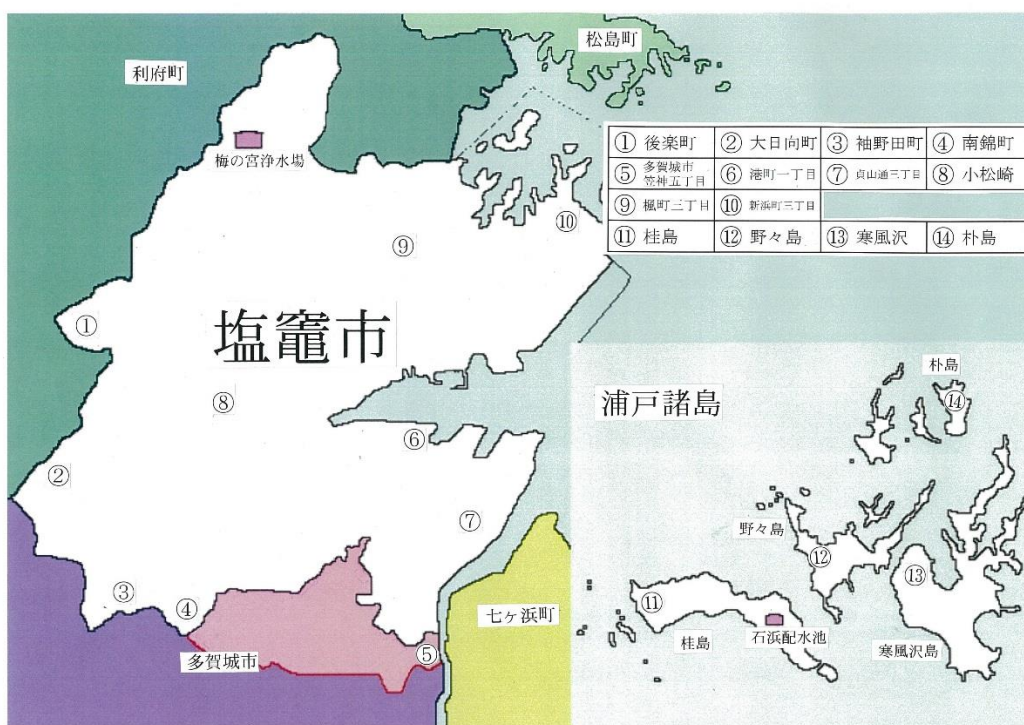 松島町
利府町
梅の宮浄水場
① 後楽町 ② 大日向町 ③ 袖野田町 ④ 南錦町
⑤ 多賀城市笠神五丁目 ⑥ 港町一丁目 ⑦ 貞山通三丁目 ⑧ 小松崎
⑨ 楓町三丁目 ⑩ 新浜町三丁目
⑪ 桂島 ⑫ 野々島 ⑬ 寒風沢 ⑭ 朴島
⑩
⑨
①
塩竈市
⑧
⑥
②
⑦
③
④
多賀城市
⑤
七ヶ浜町
浦戸諸島
朴島
⑭
野々島
⑫
⑬
⑪
桂島
石浜配水池
寒風沢島